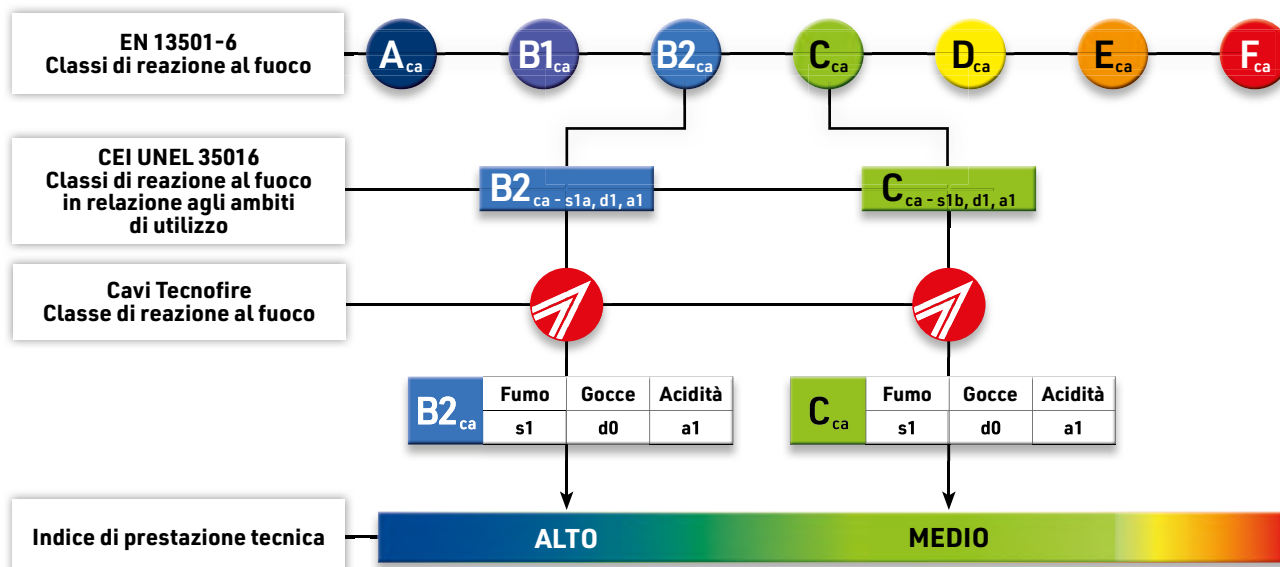 EN 13501-6
Classi di reazione al fuoco
Aca
B1ca
B2ca
Cca
Dca
Eca
Fca
CEI UNEL 35016
Classi di reazione al fuoco
in relazione agli ambiti
di utilizzo
B2ca - s1a, d1, a1
Cca - s1b, d1, a1
Cavi Tecnofire
Classe di reazione al fuoco
B2ca
Fumo Gocce Acidità
s1 d0 a1
Cca
Fumo Gocce Acidità
s1 d0 a1
Indice di prestazione tecnica
ALTO
MEDIO